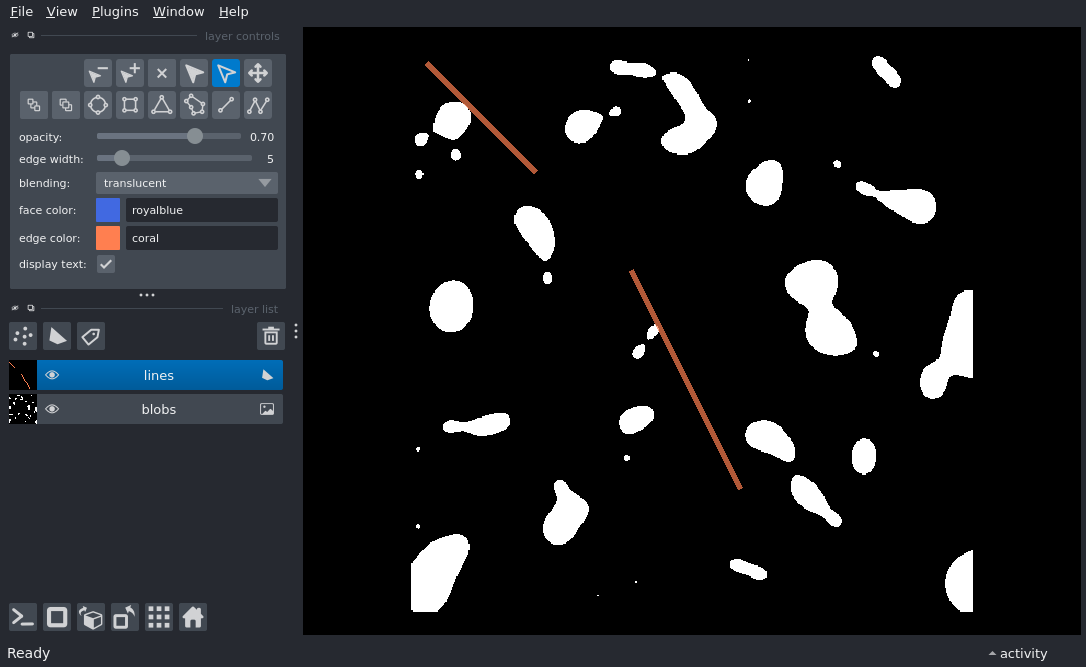 File View Plugins Window Help
layer controls
opacity: 0.70
edge width: 5
blending: translucent
face color: royalblue
edge color: coral
display text:
layer list
lines
blobs
Ready activity